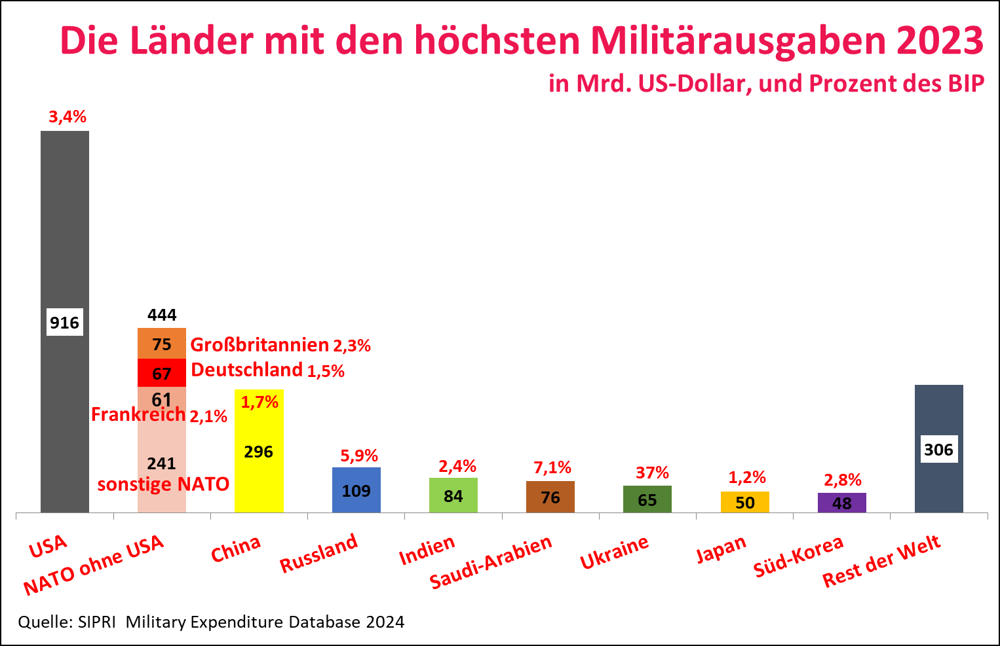 Die Länder mit den höchsten Militärausgaben 2023
in Mrd. US-Dollar, und Prozent des BIP
3,4%
916
444
75
Großbritannien 2,3%
67
Deutschland 1,5%
61
Frankreich 2,1%
241
sonstige NATO
1,7%
296
5,9%
109
2,4%
84
7,1%
76
37%
65
1,2%
50
2,8%
48
306
USA
NATO ohne USA
China
Russland
Indien
Saudi-Arabien
Ukraine
Japan
Süd-Korea
Rest der Welt
Quelle: SIPRI  Military Expenditure Database 2024